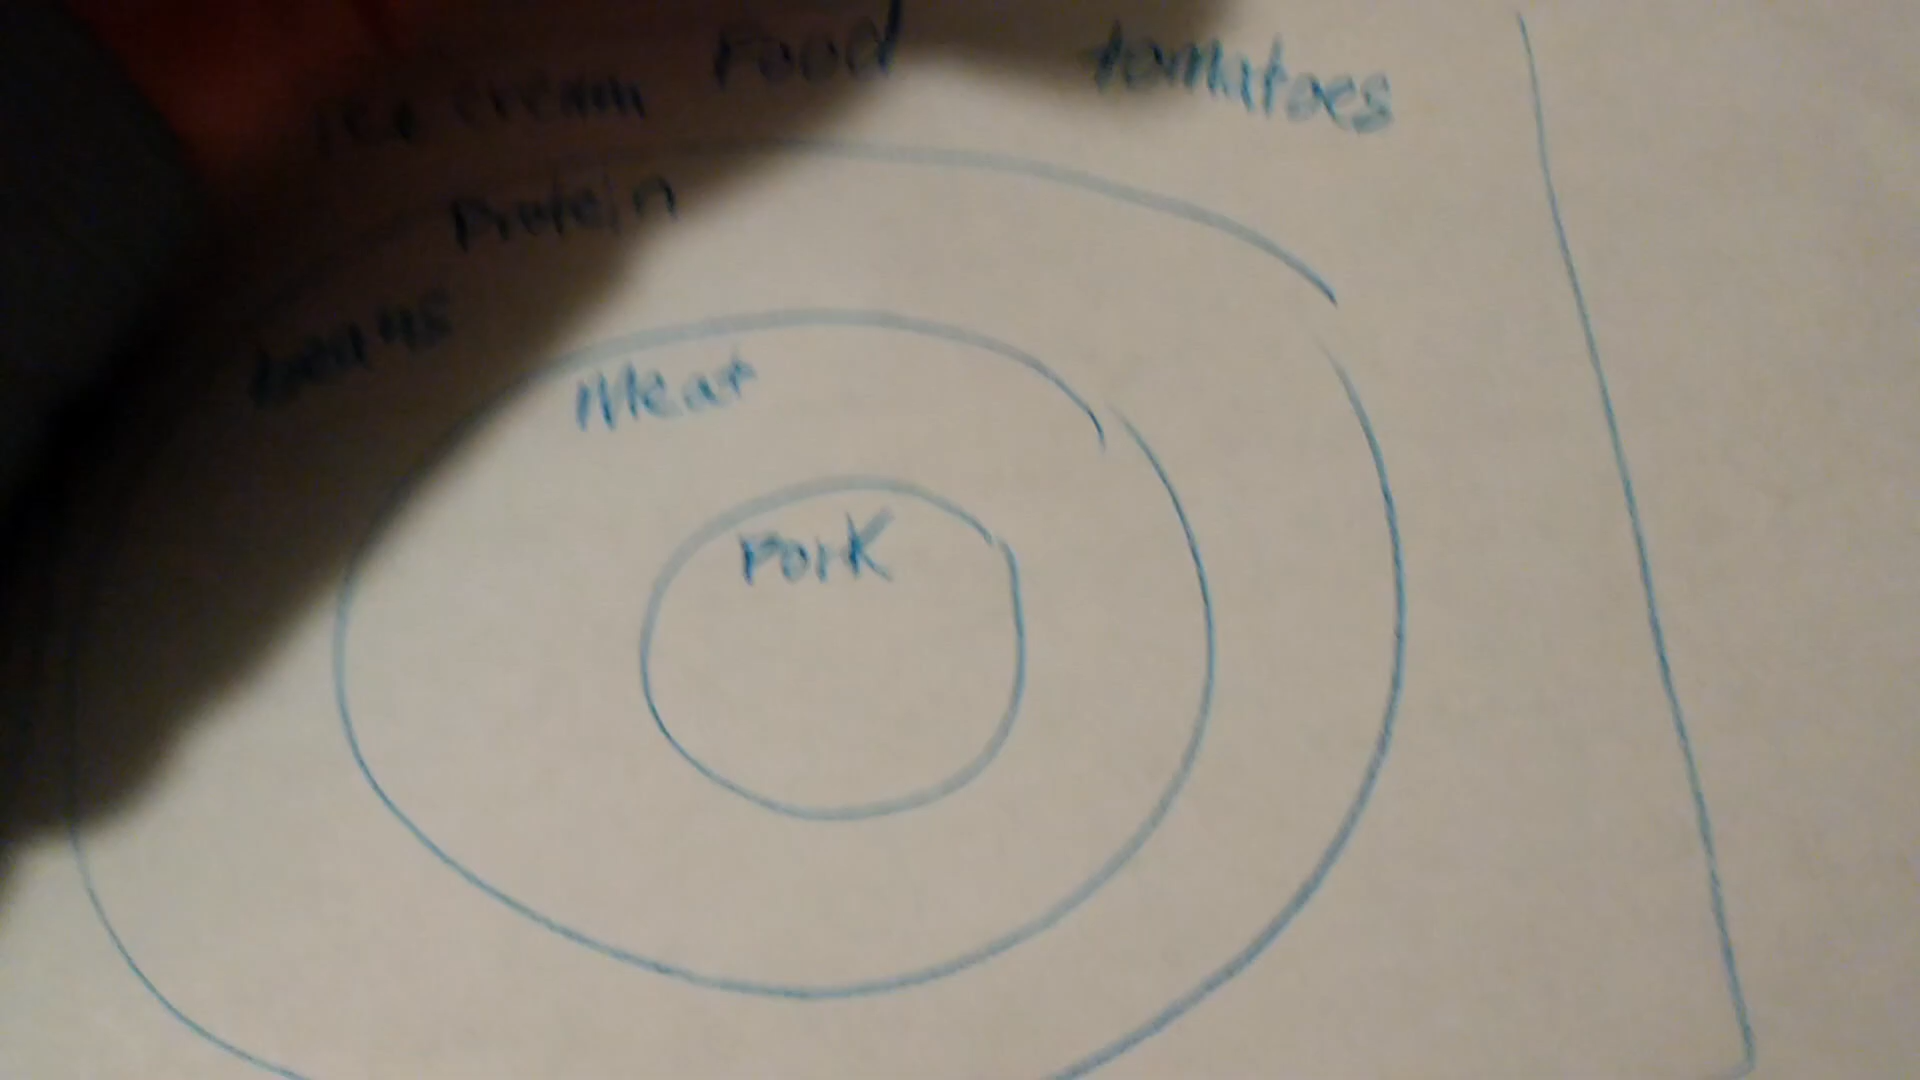 Food
ice cream tomatoes
Protein
beans
Meat
Pork